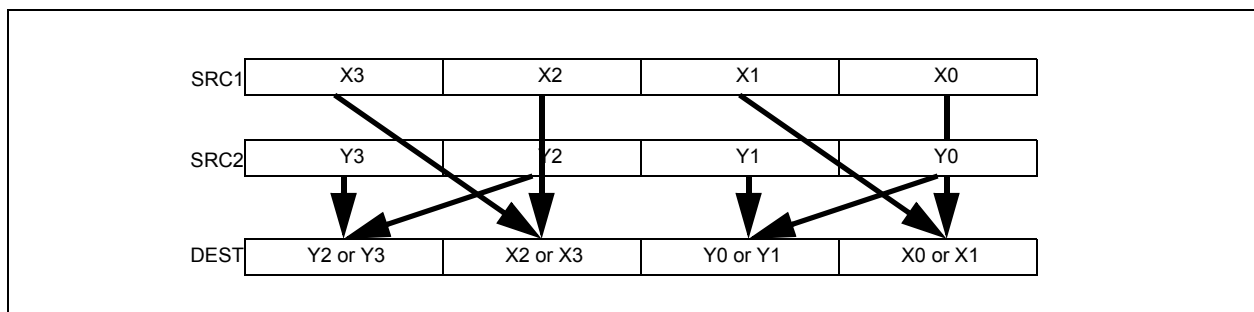 SRC1 X3 X2 X1 X0
SRC2 Y3 Y2 Y1 Y0
DEST Y2 or Y3 X2 or X3 Y0 or Y1 X0 or X1